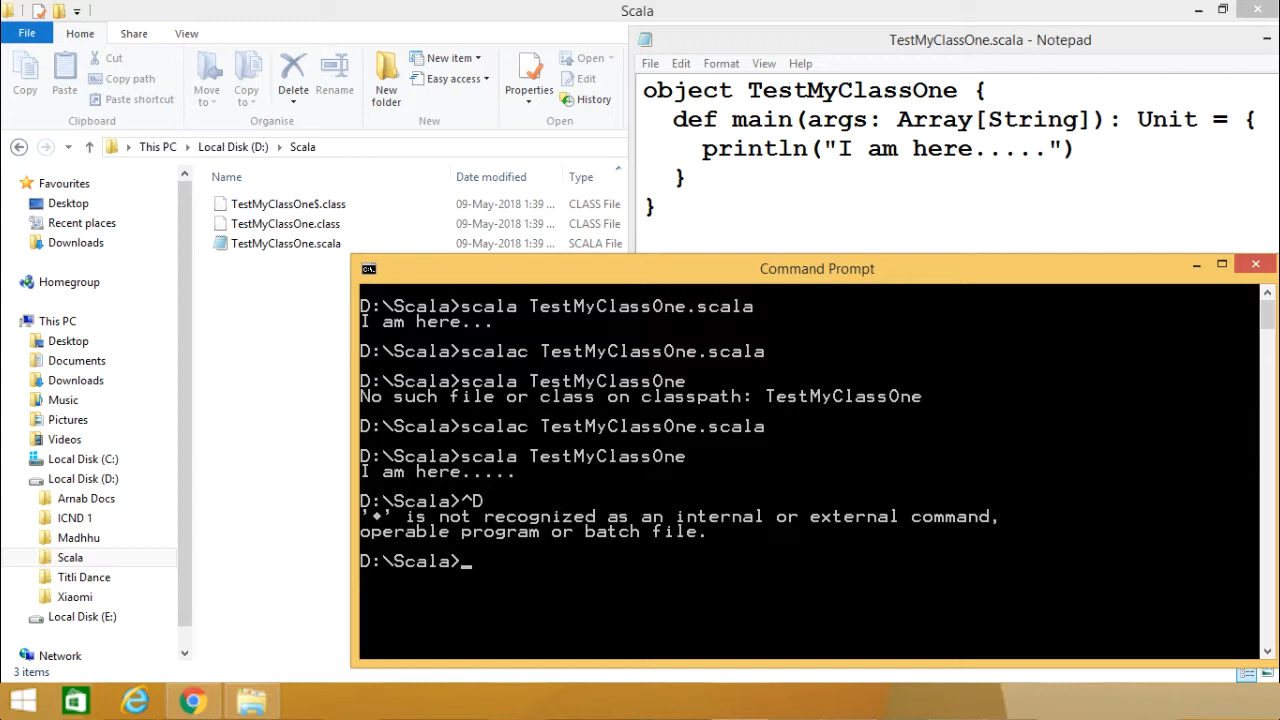 Scala
File
Home
Share
View
Copy
Paste
Cut
Copy path
Paste shortcut
Clipboard
Move to
Copy to
Delete
Rename
Organise
New folder
New item
Easy access
New
Properties
Open
Edit
History
Open
This PC
Local Disk (D:)
Scala
Favourites
Desktop
Recent places
Downloads
Homegroup
This PC
Desktop
Documents
Downloads
Music
Pictures
Videos
Local Disk (C:)
Local Disk (D:)
Arnab Docs
ICND 1
Madhhu
Scala
Titli Dance
Xiaomi
Local Disk (E:)
Network
3 items
Name Date modified Type
TestMyClassOne$.class 09-May-2018 1:39 ... CLASS File
TestMyClassOne.class 09-May-2018 1:39 ... CLASS File
TestMyClassOne.scala 09-May-2018 1:39 ... SCALA File
TestMyClassOne.scala - Notepad
File Edit Format View Help
object TestMyClassOne {
def main(args: Array[String]): Unit = {
println("I am here.....")
}
}
Command Prompt
D:\Scala>scala TestMyClassOne.scala
I am here...
D:\Scala>scalac TestMyClassOne.scala
D:\Scala>scala TestMyClassOne
No such file or class on classpath: TestMyClassOne
D:\Scala>scalac TestMyClassOne.scala
D:\Scala>scala TestMyClassOne
I am here.....
D:\Scala>^D
'♦' is not recognized as an internal or external command,
operable program or batch file.
D:\Scala>_